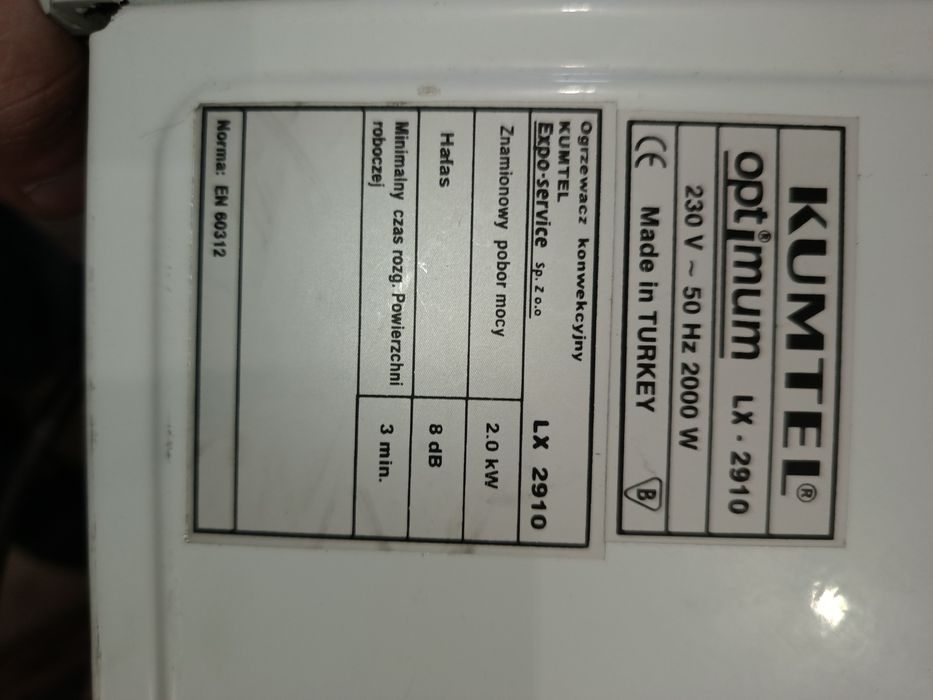 KUMTEL®
optimum® LX · 2910
230 V ~ 50 Hz 2000 W
CE Made in TURKEY B
Ogrzewacz konwekcyjny
KUMTEL
Expo-service Sp. Z o.o LX 2910
Znamionowy pobor mocy 2.0 kW
Hałas 8 dB
Minimalny czas rozg. Powierzchni
roboczej 3 min.
Norma: EN 60312